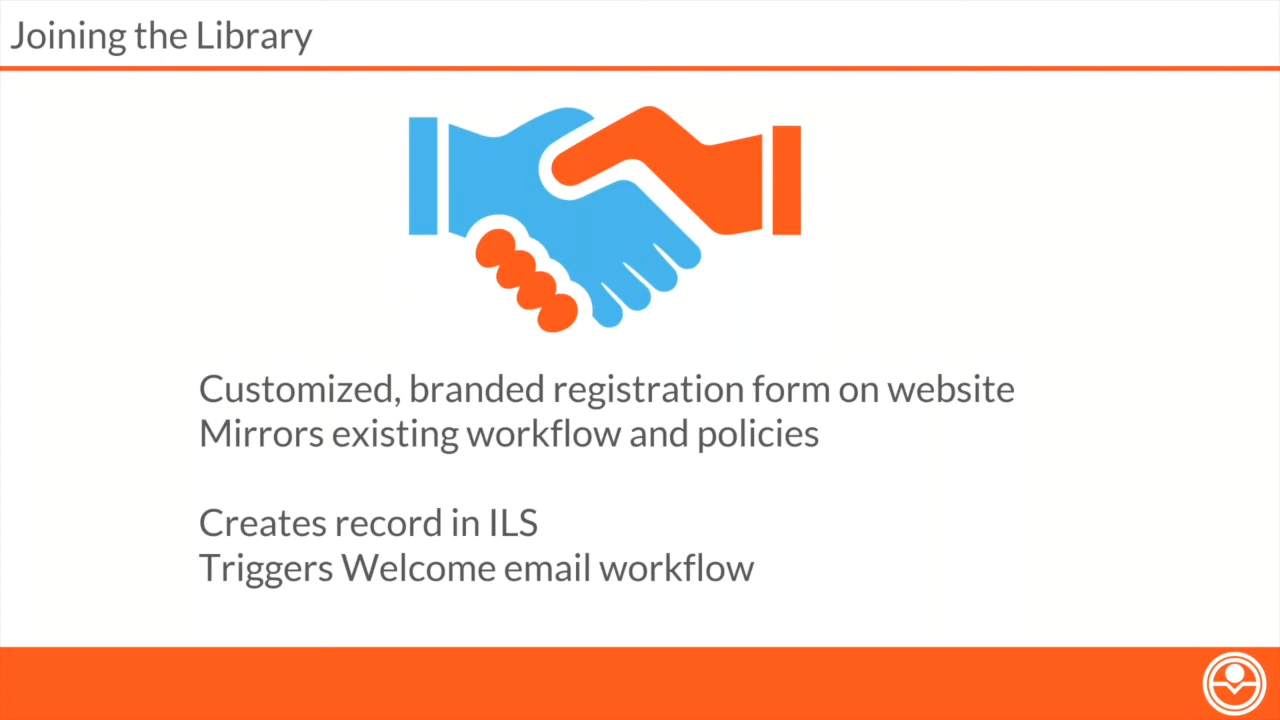 Joining the Library
Customized, branded registration form on website
Mirrors existing workflow and policies
Creates record in ILS
Triggers Welcome email workflow